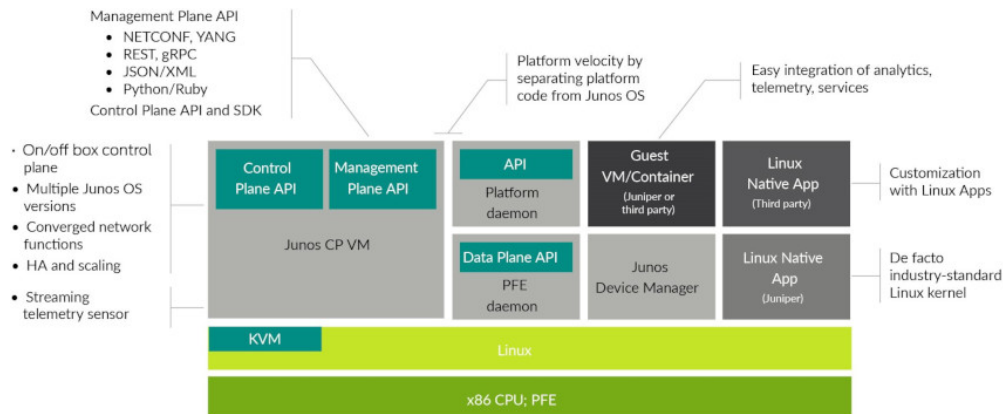 Management Plane API
• NETCONF, YANG
• REST, gRPC
• JSON/XML
• Python/Ruby
Control Plane API and SDK
Platform velocity by
separating platform
code from Junos OS
Easy integration of analytics,
telemetry, services
• On/off box control
plane
• Multiple Junos OS
versions
• Converged network
functions
• HA and scaling
• Streaming
telemetry sensor
Control
Plane API
Management
Plane API
Junos CP VM
API
Platform
daemon
Data Plane API
PFE
daemon
Guest
VM/Container
(Juniper or
third party)
Junos
Device Manager
Linux
Native App
(Third party)
Linux Native
App
(Juniper)
Customization
with Linux Apps
De facto
industry-standard
Linux kernel
KVM
Linux
x86 CPU; PFE